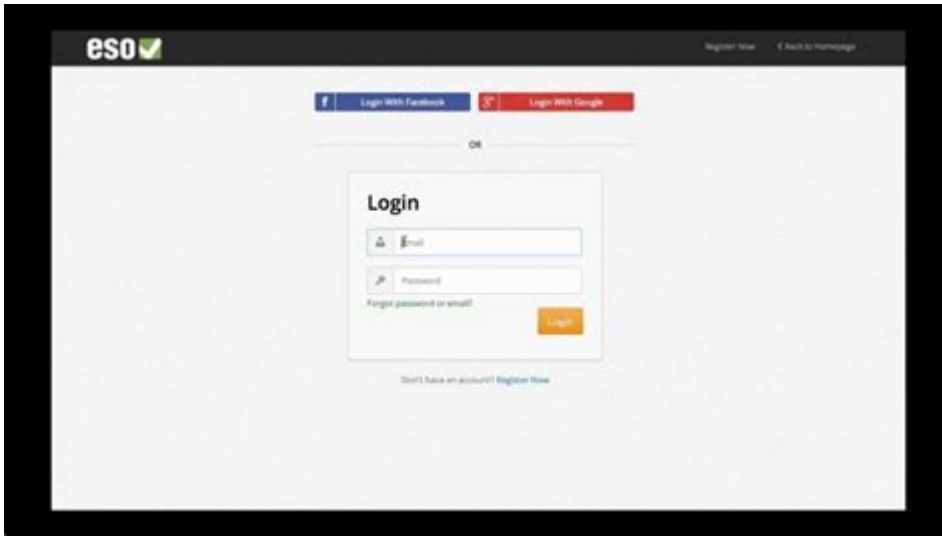 eso
Register Now < Back to Homepage
f Login With Facebook g+ Login With Google
OR
Login
Email
Password
Forgot password or email?
Login
Don't have an account? Register Now